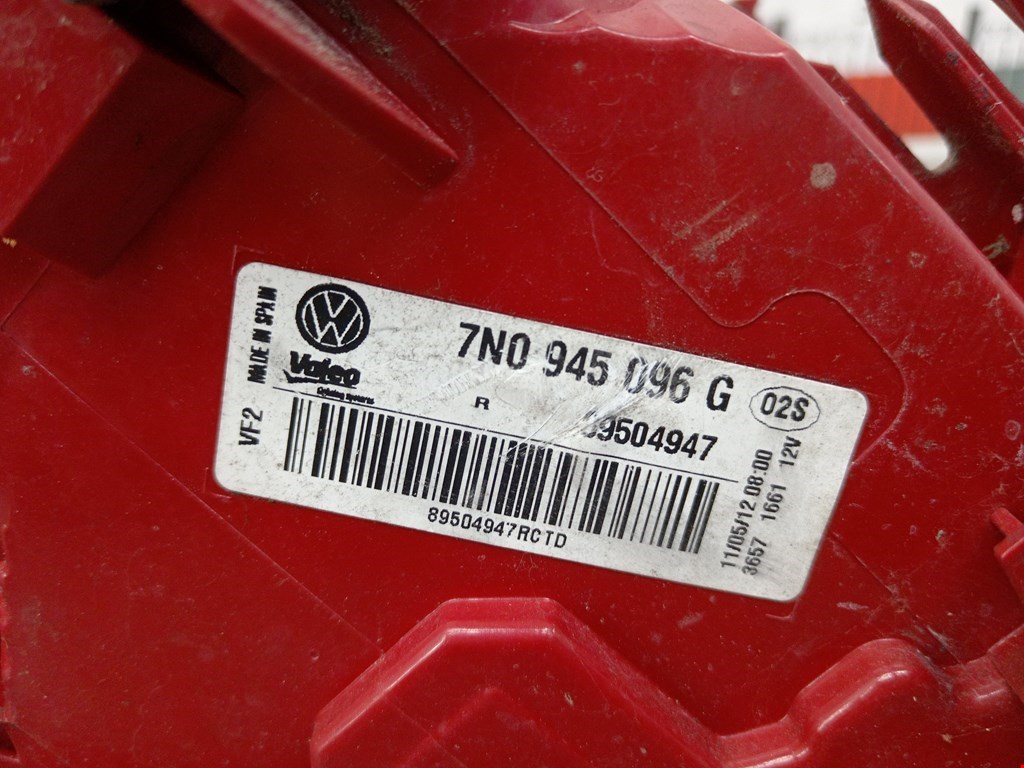 MADE IN SPAIN
VF2
VW
Valeo
7N0 945 096 G
02S
R
89504947
89504947RCTD
11/05/12 08:00
3657 1661 12V